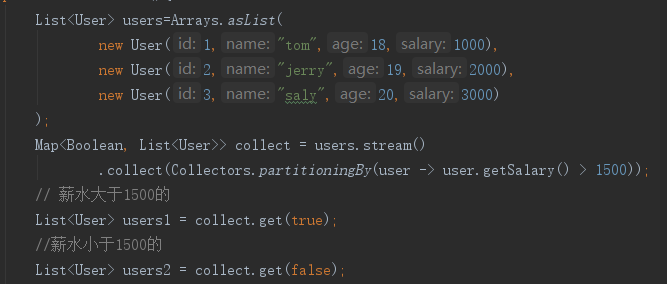 List<User> users=Arrays.asList(
new User( id: 1, name: "tom", age: 18, salary: 1000),
new User( id: 2, name: "jerry", age: 19, salary: 2000),
new User( id: 3, name: "saly", age: 20, salary: 3000)
);
Map<Boolean, List<User>> collect = users.stream()
.collect(Collectors.partitioningBy(user -> user.getSalary() > 1500));
// 薪水大于1500的
List<User> users1 = collect.get(true);
//薪水小于1500的
List<User> users2 = collect.get(false);